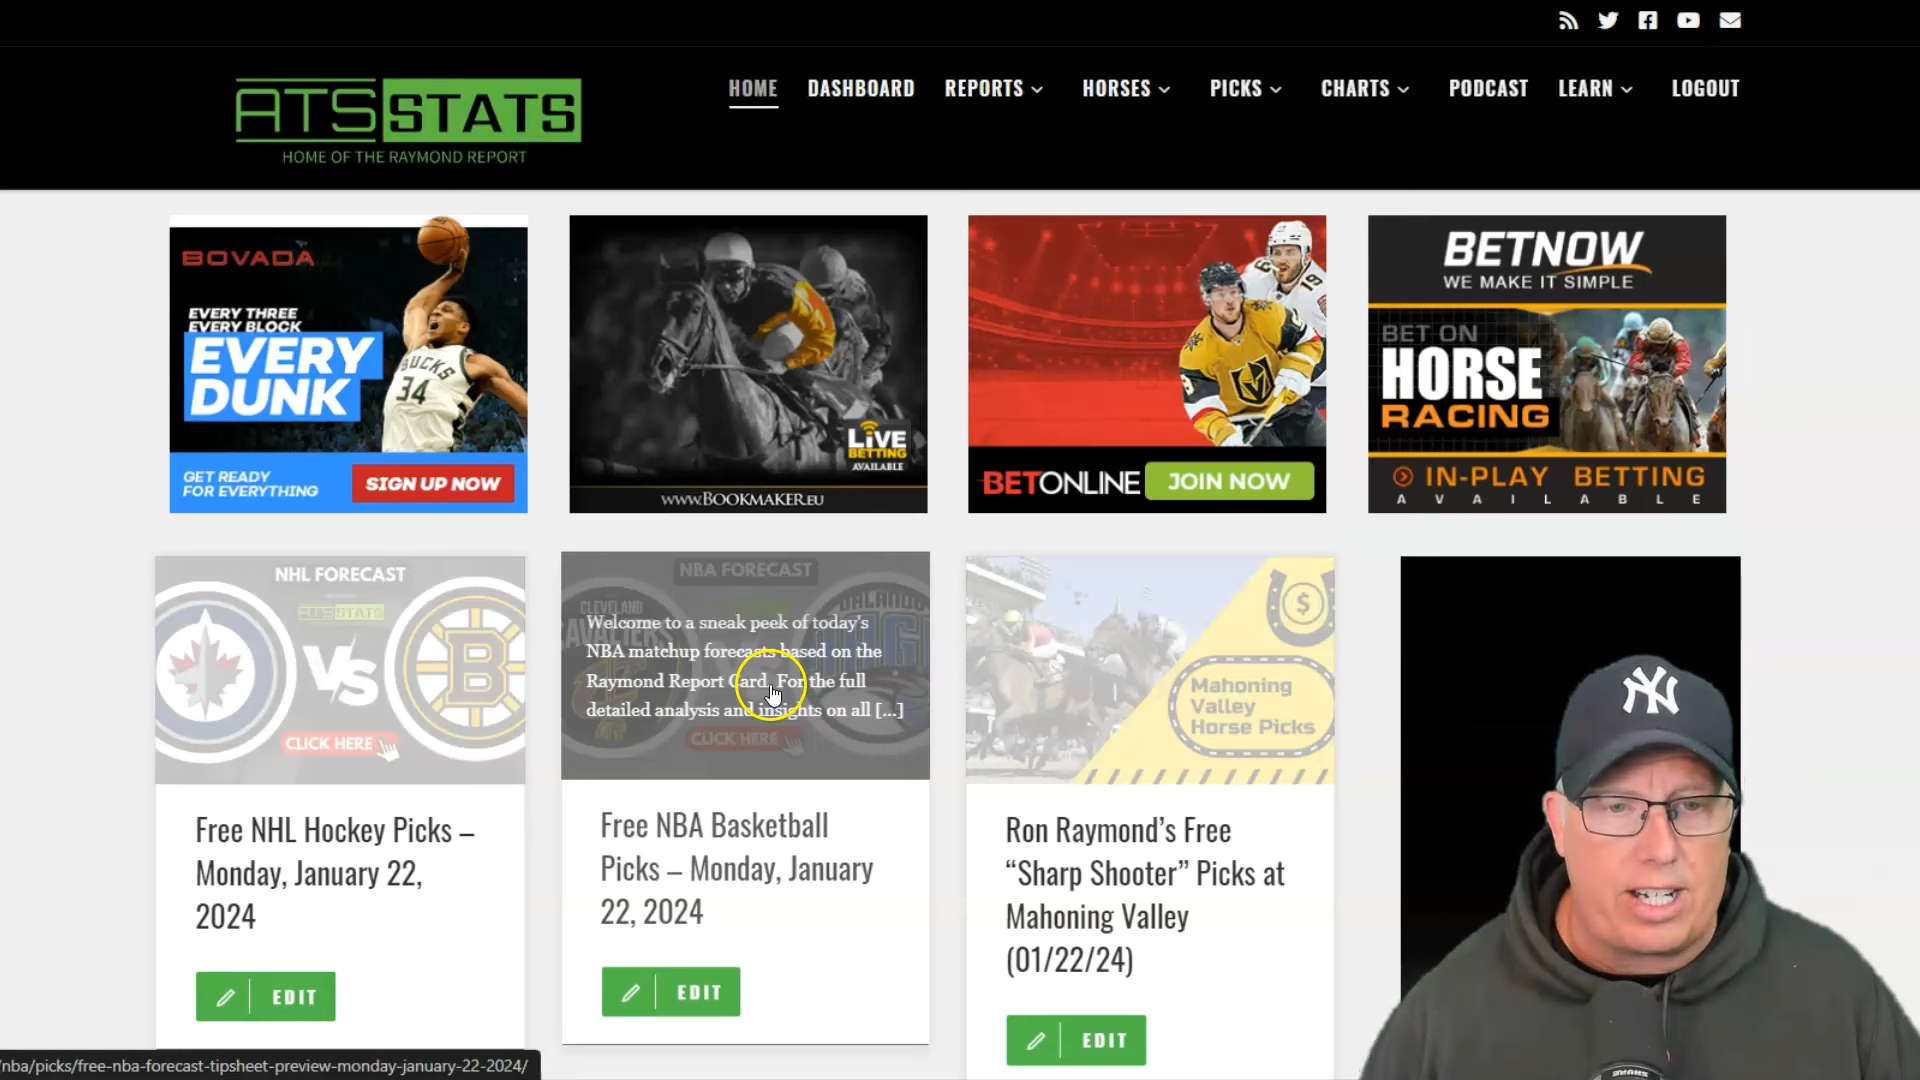 ATS STATS
HOME OF THE RAYMOND REPORT
HOME
DASHBOARD
REPORTS
HORSES
PICKS
CHARTS
PODCAST
LEARN
LOGOUT
BOVADA
EVERY THREE
EVERY BLOCK
EVERY
DUNK
BUCKS
34
GET READY
FOR EVERYTHING
SIGN UP NOW
LIVE
BETTING
AVAILABLE
www.BOOKMAKER.EU
19
BETONLINE
JOIN NOW
BETNOW
WE MAKE IT SIMPLE
BET ON
HORSE
RACING
IN-PLAY BETTING
AVAILABLE
NHL FORECAST
ATS STATS
VS
B
CLICK HERE
NBA FORECAST
CLEVELAND
CAVALIERS
ORLANDO
Welcome to a sneak peek of today's
NBA matchup forecasts based on the
Raymond Report Card. For the full
detailed analysis and insights on all [...]
CLICK HERE
$
Mahoning
Valley
Horse Picks
Free NHL Hockey Picks –
Monday, January 22,
2024
EDIT
Free NBA Basketball
Picks – Monday, January
22, 2024
EDIT
Ron Raymond's Free
“Sharp Shooter” Picks at
Mahoning Valley
(01/22/24)
EDIT
NY
/nba/picks/free-nba-forecast-tipsheet-preview-monday-january-22-2024/